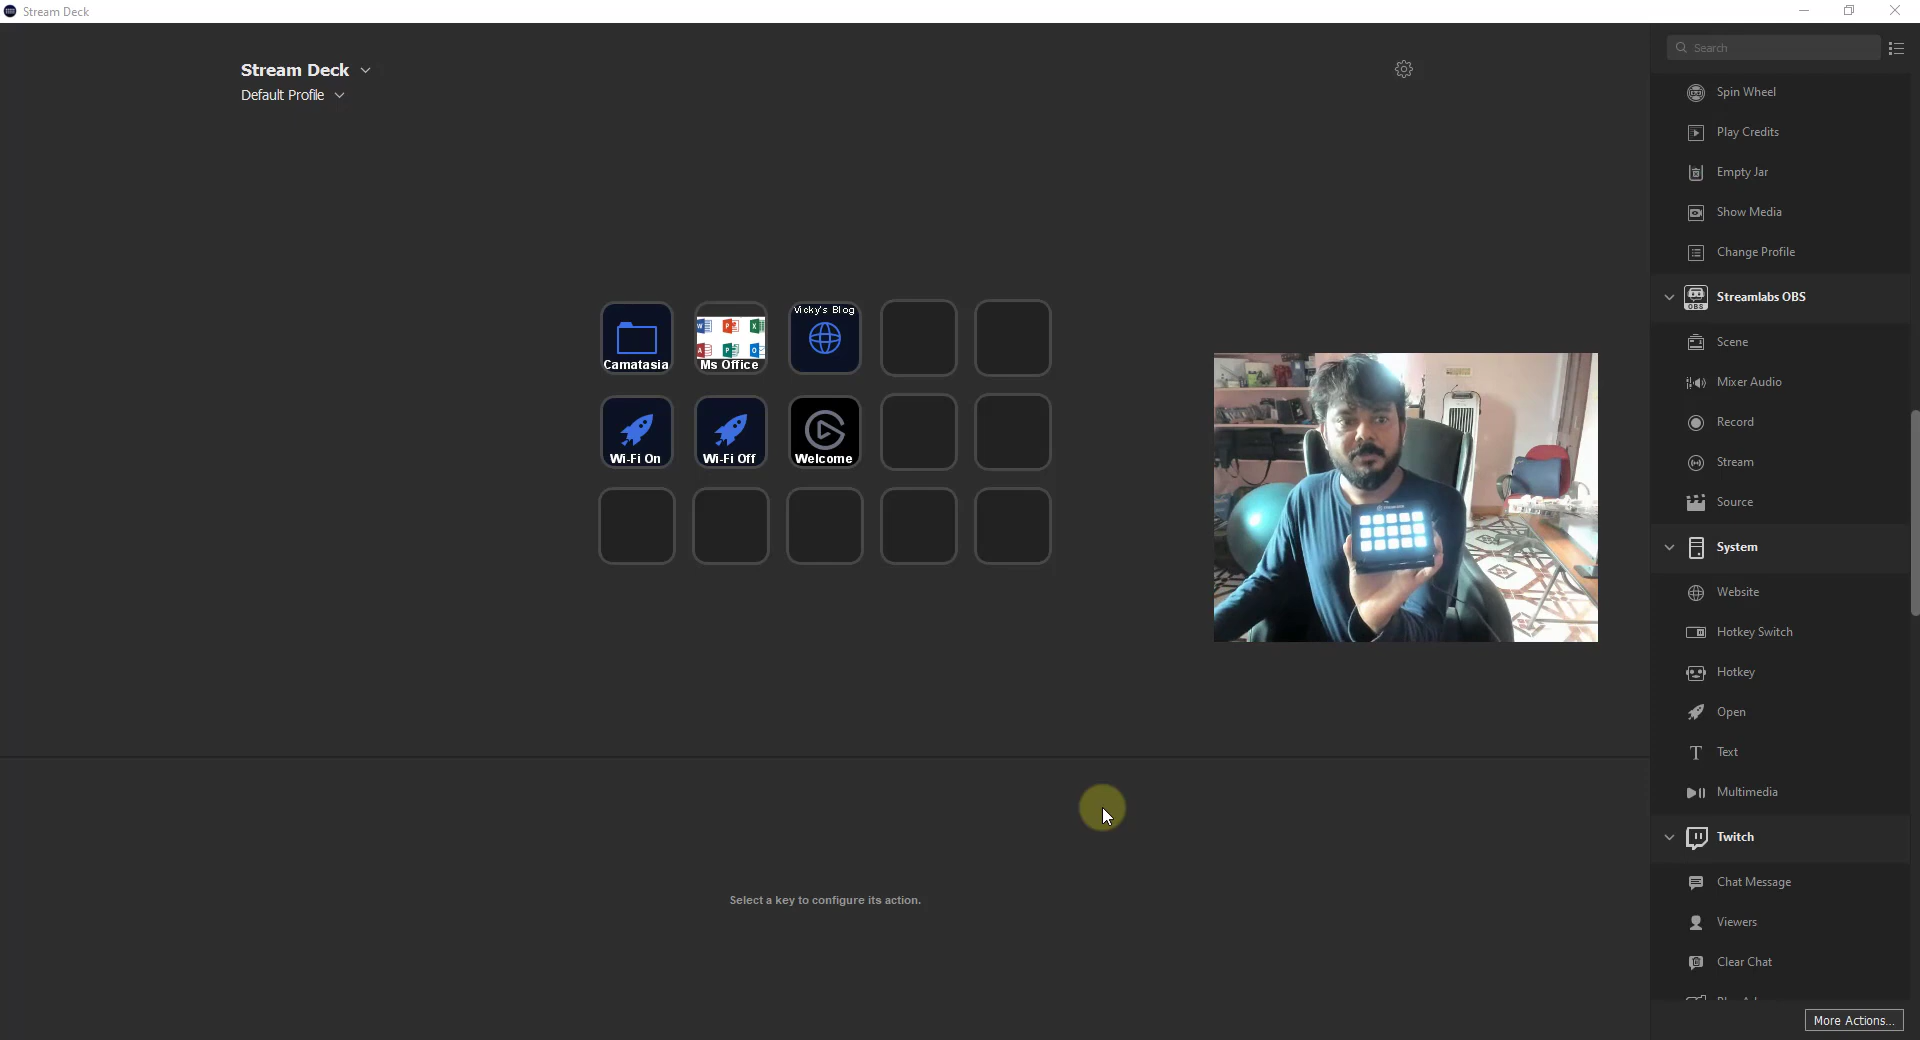 Stream Deck
Stream Deck
Default Profile
Vicky's Blog
Camatasia
Ms Office
Wi-Fi On
Wi-Fi Off
Welcome
Select a key to configure its action.
Search
Spin Wheel
Play Credits
Empty Jar
Show Media
Change Profile
Streamlabs OBS
Scene
Mixer Audio
Record
Stream
Source
System
Website
Hotkey Switch
Hotkey
Open
Text
Multimedia
Twitch
Chat Message
Viewers
Clear Chat
More Actions...